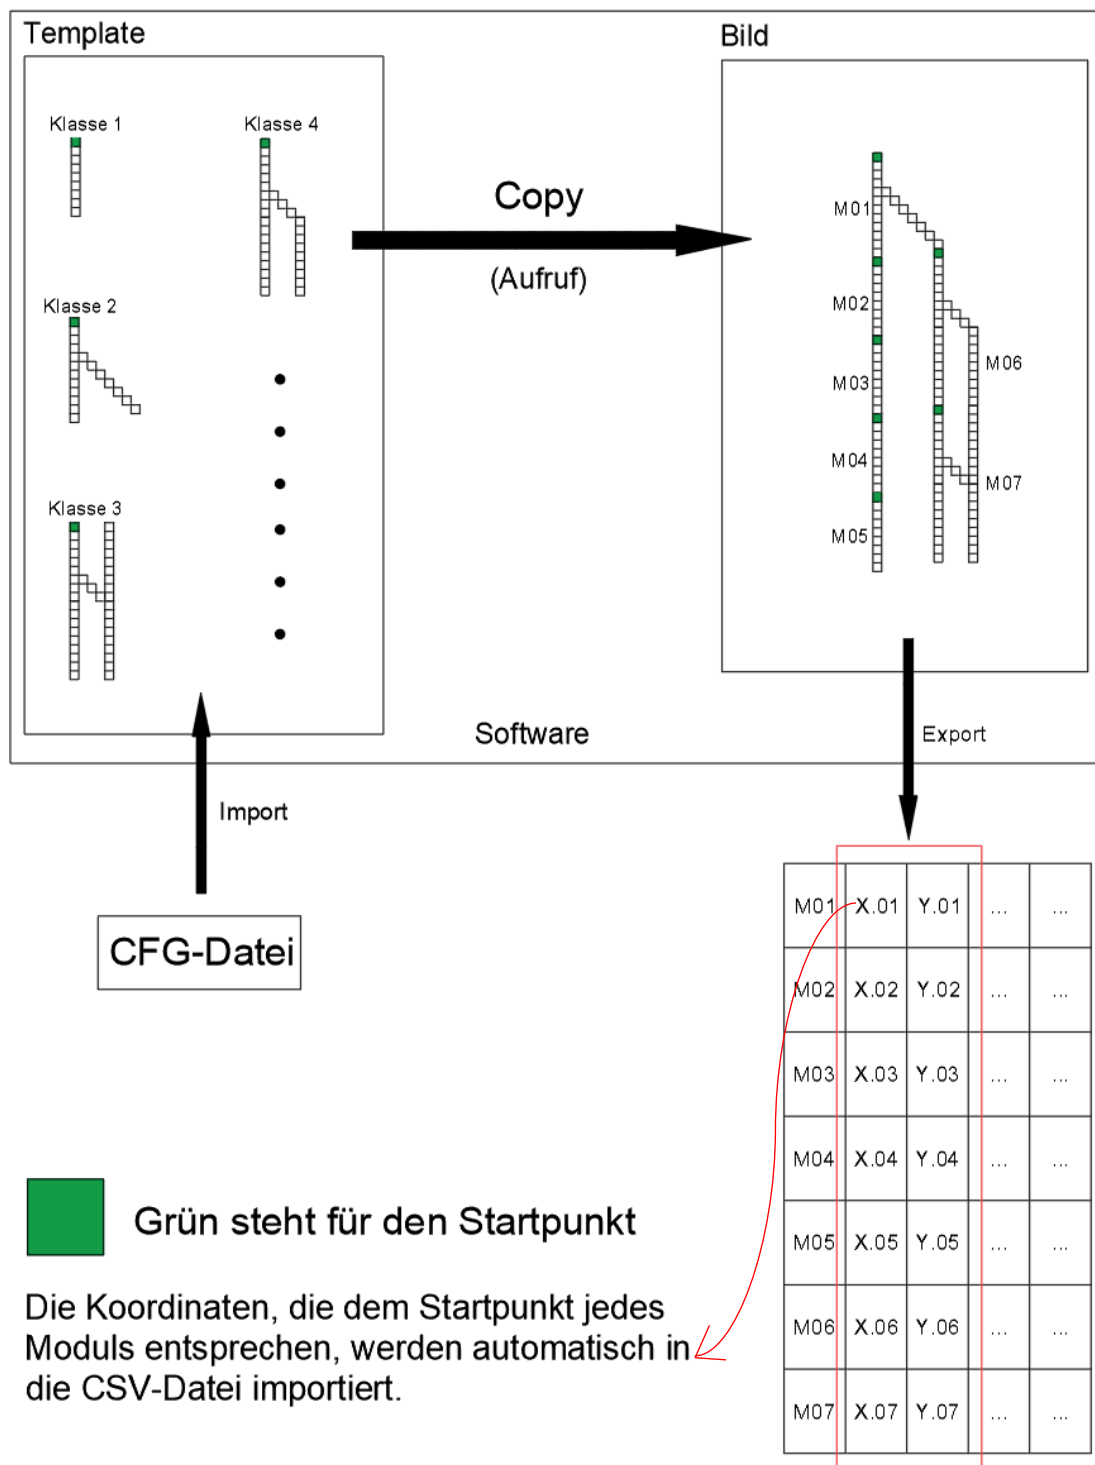 Template
Bild
Klasse 1
Klasse 4
Copy
(Aufruf)
Klasse 2
Klasse 3
M01
M02
M03
M04
M05
M06
M07
Software
Export
Import
CFG-Datei
M01 X.01 Y.01 ... ...
M02 X.02 Y.02 ... ...
M03 X.03 Y.03 ... ...
M04 X.04 Y.04 ... ...
M05 X.05 Y.05 ... ...
M06 X.06 Y.06 ... ...
M07 X.07 Y.07 ... ...
Grün steht für den Startpunkt
Die Koordinaten, die dem Startpunkt jedes
Moduls entsprechen, werden automatisch in
die CSV-Datei importiert.